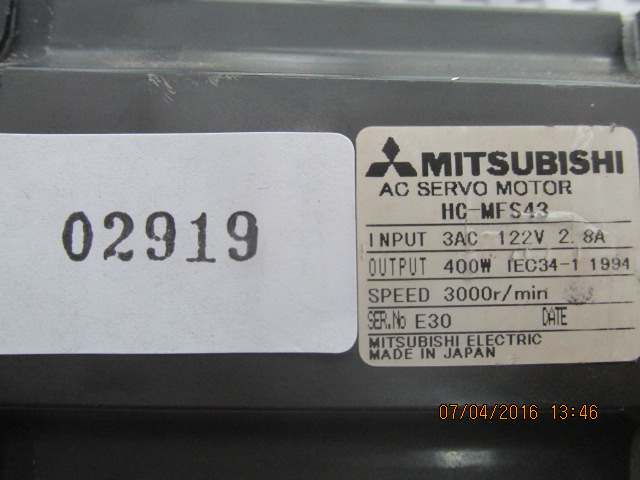 02919
MITSUBISHI
AC SERVO MOTOR
HC-MFS43
INPUT 3AC 122V 2.8A
OUTPUT 400W IEC34-1 1994
SPEED 3000r/min
SER.No E30 DATE
MITSUBISHI ELECTRIC
MADE IN JAPAN
07/04/2016 13:46